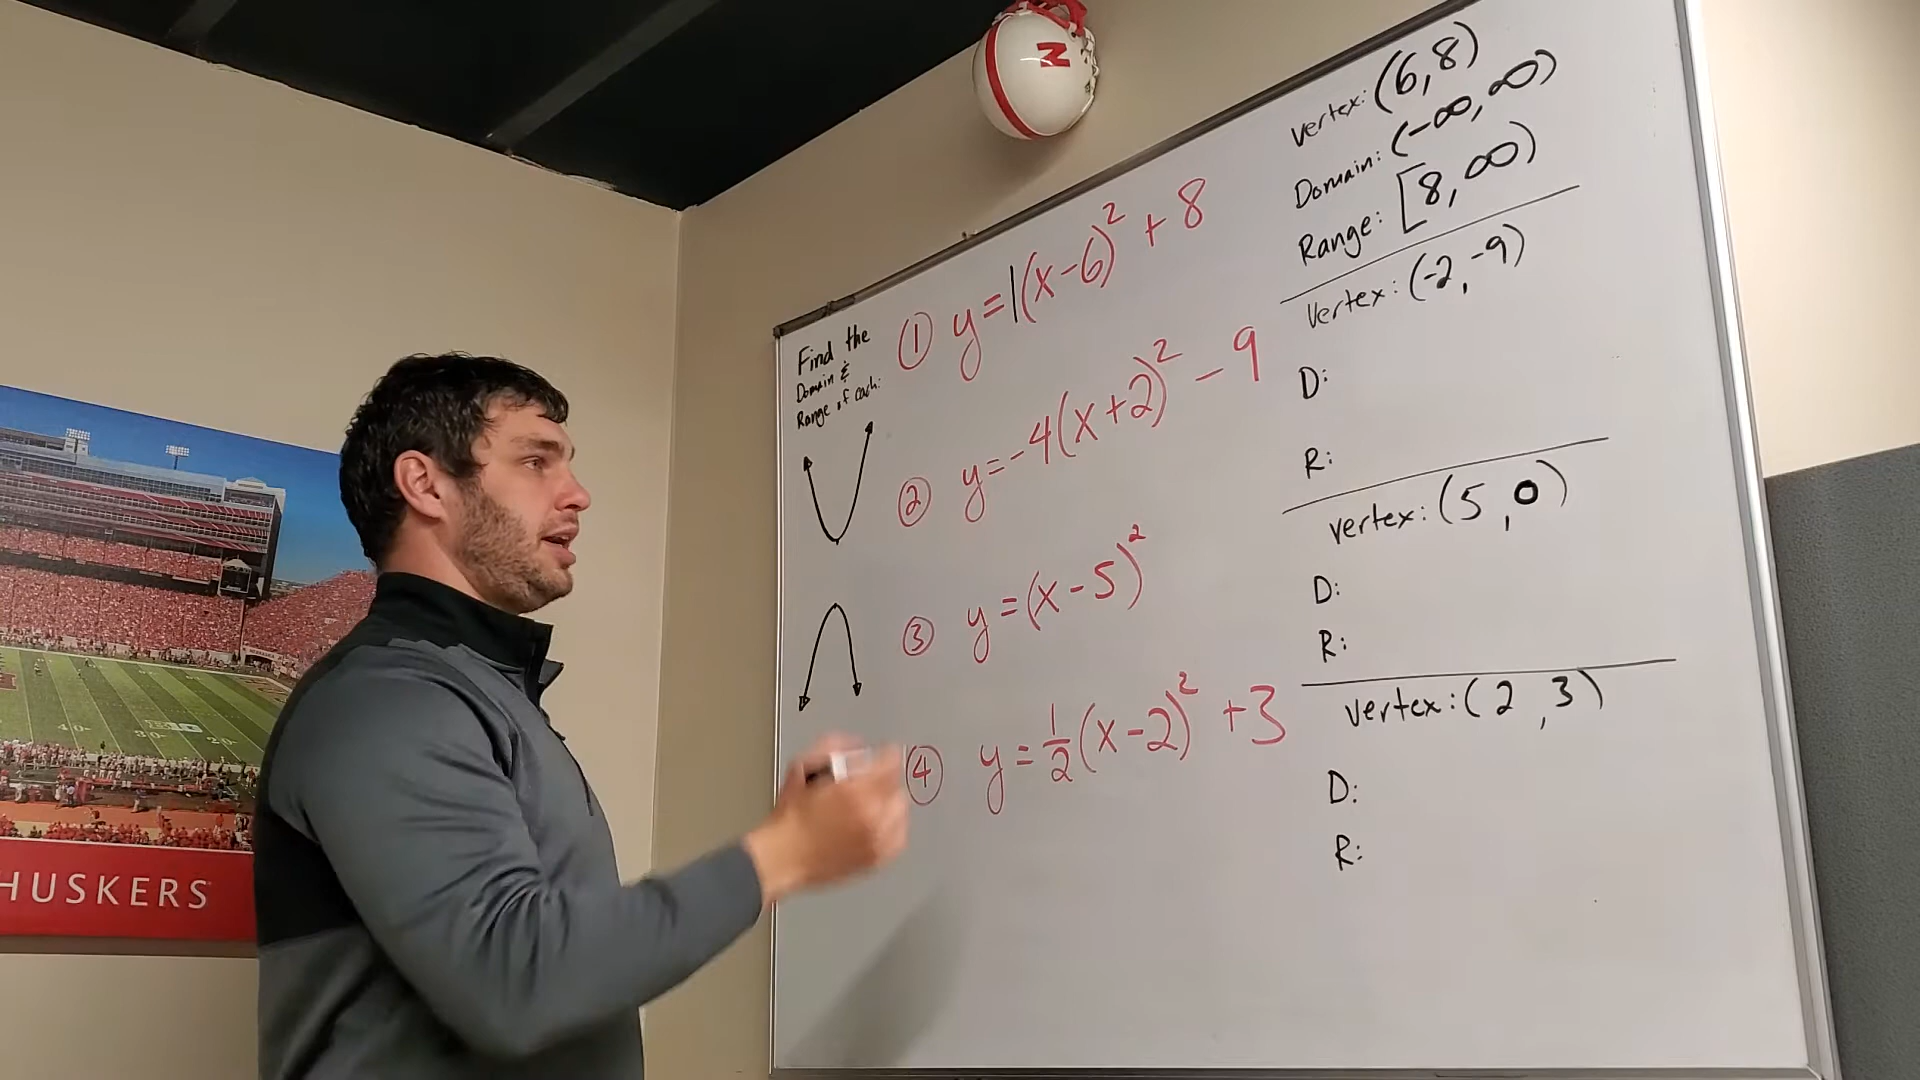 N
HUSKERS
Find the
Domain &
Range of each:
① y=1(x-6)² + 8
② y=-4(x+2)² - 9
③ y=(x-5)²
④ y=½(x-2)² +3
Vertex: (6,8)
Domain: (-∞,∞)
Range: [8,∞)
Vertex: (-2,-9)
D:
R:
vertex: (5,0)
D:
R:
vertex: (2,3)
D:
R: